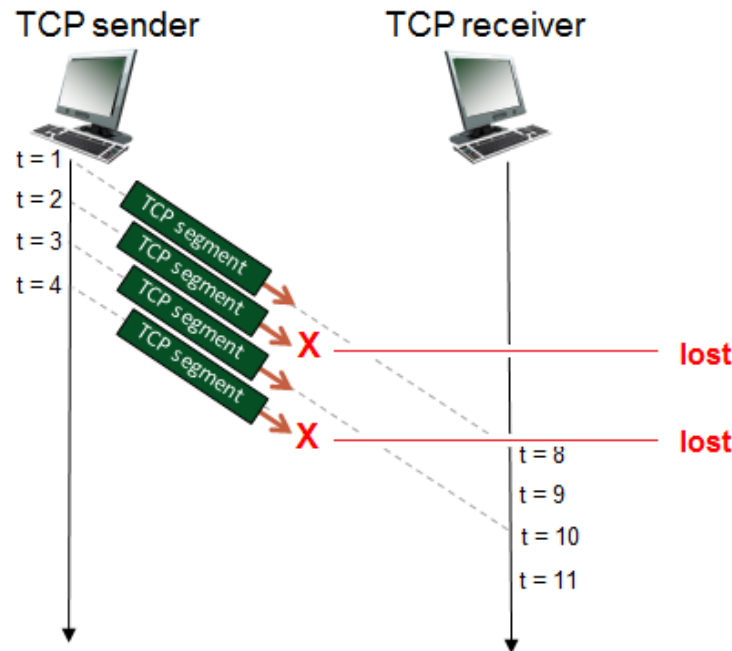 TCP sender
TCP receiver
t = 1
t = 2
t = 3
t = 4
TCP segment
TCP segment
TCP segment
TCP segment
X
lost
X
lost
t = 8
t = 9
t = 10
t = 11